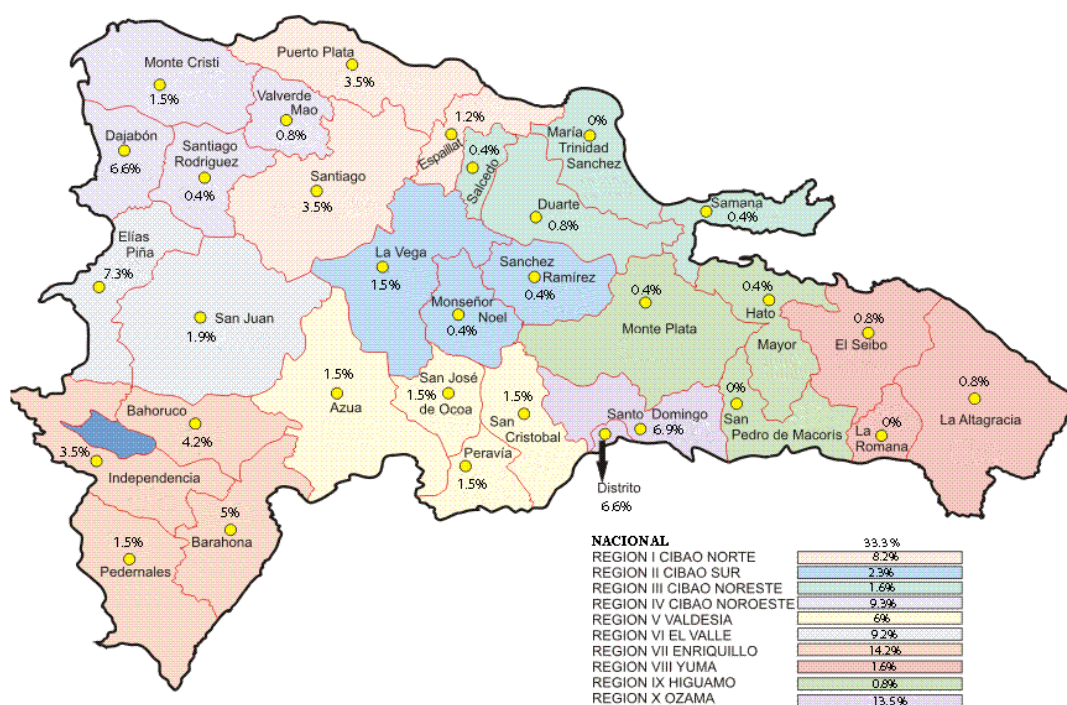 Puerto Plata
3.5%
Monte Cristi
1.5%
Valverde
Mao
0.8%
Dajabón
6.6%
Santiago
Rodriguez
0.4%
Santiago
3.5%
1.2%
Espaillat
0.4%
Salcedo
0%
María
Trinidad
Sanchez
Duarte
0.8%
Samana
0.4%
Elías
Piña
7.3%
San Juan
1.9%
La Vega
1.5%
Sanchez
Ramírez
0.4%
Monseñor
Noel
0.4%
0.4%
Monte Plata
0.4%
Hato
Mayor
0.8%
El Seibo
0.8%
La Altagracia
1.5%
Azua
San José
1.5%
de Ocoa
1.5%
San
Cristobal
Peravía
1.5%
Santo Domingo
6.9%
0%
San
Pedro de Macorís
0%
La
Romana
Bahoruco
4.2%
3.5%
Independencia
5%
Barahona
1.5%
Pedernales
Distrito
6.6%
NACIONAL 33.3%
REGION I CIBAO NORTE 8.2%
REGION II CIBAO SUR 2.3%
REGION III CIBAO NORESTE 1.6%
REGION IV CIBAO NOROESTE 9.3%
REGION V VALDESIA 6%
REGION VI EL VALLE 9.2%
REGION VII ENRIQUILLO 14.2%
REGION VIII YUMA 1.6%
REGION IX HIGUAMO 0.8%
REGION X OZAMA 13.5%